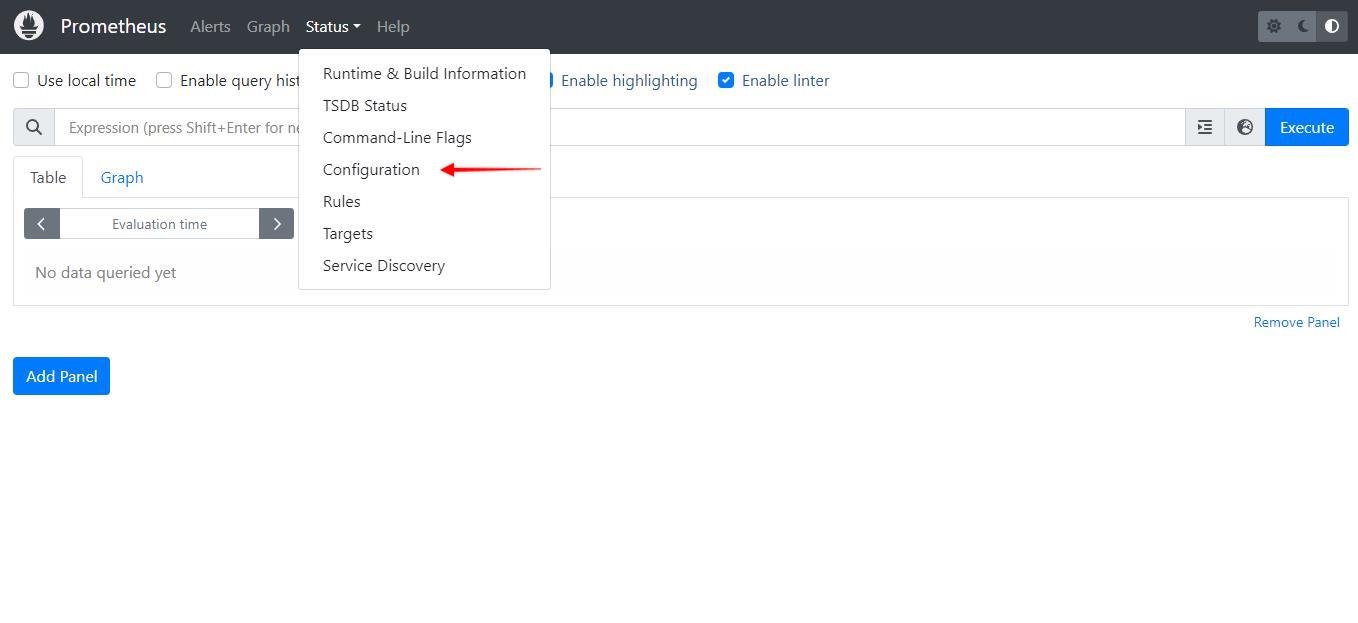 Prometheus Alerts Graph Status Help
Use local time Enable query hist Enable highlighting Enable linter
Expression (press Shift+Enter for ne Execute
Runtime & Build Information
TSDB Status
Command-Line Flags
Configuration
Rules
Targets
Service Discovery
Table Graph
Evaluation time
No data queried yet
Remove Panel
Add Panel